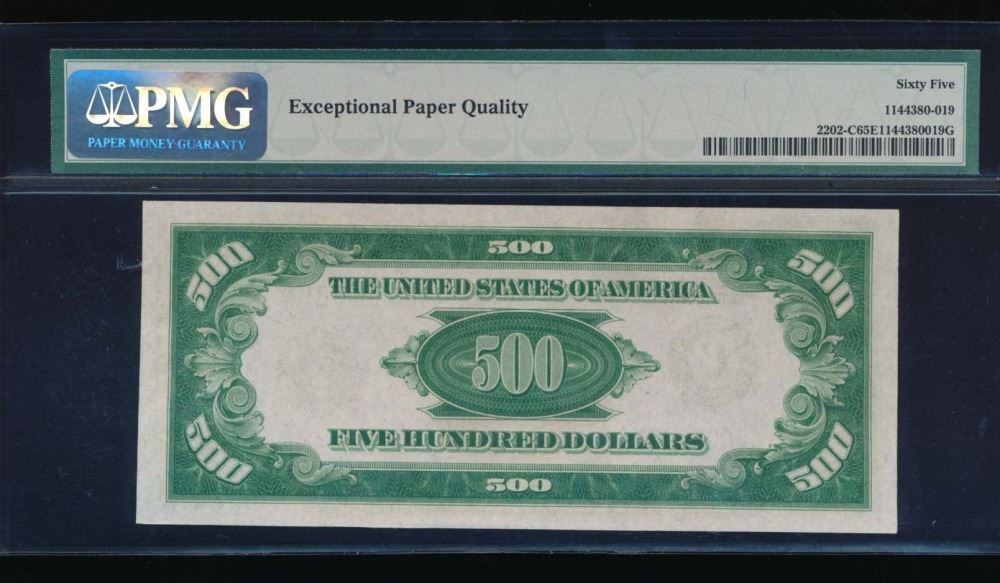 PMG
PAPER MONEY GUARANTY
Exceptional Paper Quality
Sixty Five
1144380-019
2202-C65E1144380019G
500
500 500
THE UNITED STATES OF AMERICA
500
FIVE HUNDRED DOLLARS
500 500
500